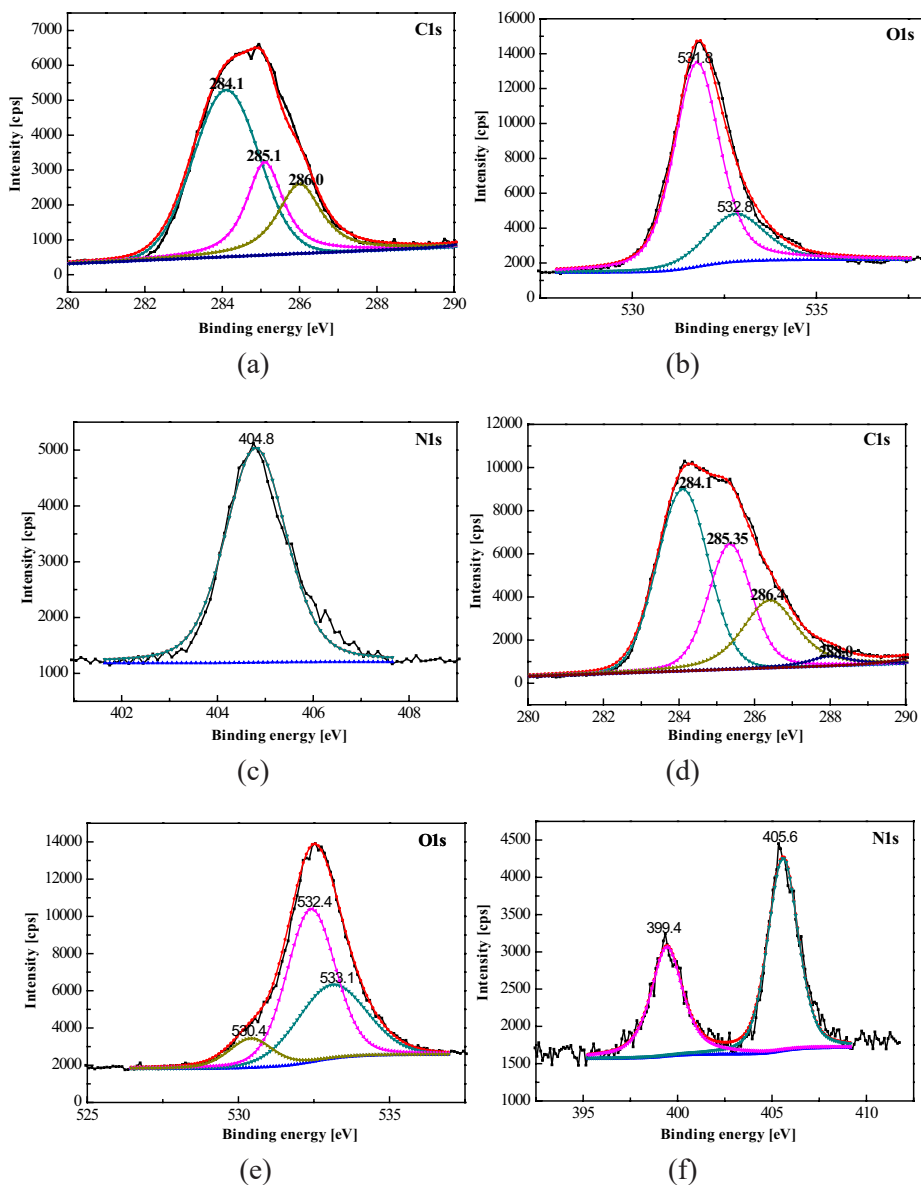 C1s
Intensity [cps]
7000
6000
5000
4000
3000
2000
1000
0
284.1
285.1
286.0
280 282 284 286 288 290
Binding energy [eV]
(a)
O1s
Intensity [cps]
16000
14000
12000
10000
8000
6000
4000
2000
0
531.8
532.8
530 535
Binding energy [eV]
(b)
N1s
Intensity [cps]
5000
4000
3000
2000
1000
404.8
402 404 406 408
Binding energy [eV]
(c)
C1s
Intensity [cps]
12000
10000
8000
6000
4000
2000
0
284.1
285.35
286.4
288.0
280 282 284 286 288 290
Binding energy [eV]
(d)
O1s
Intensity [cps]
14000
12000
10000
8000
6000
4000
2000
0
532.4
533.1
530.4
525 530 535
Binding energy [eV]
(e)
N1s
Intensity [cps]
4500
4000
3500
3000
2500
2000
1500
1000
405.6
399.4
395 400 405 410
Binding energy [eV]
(f)